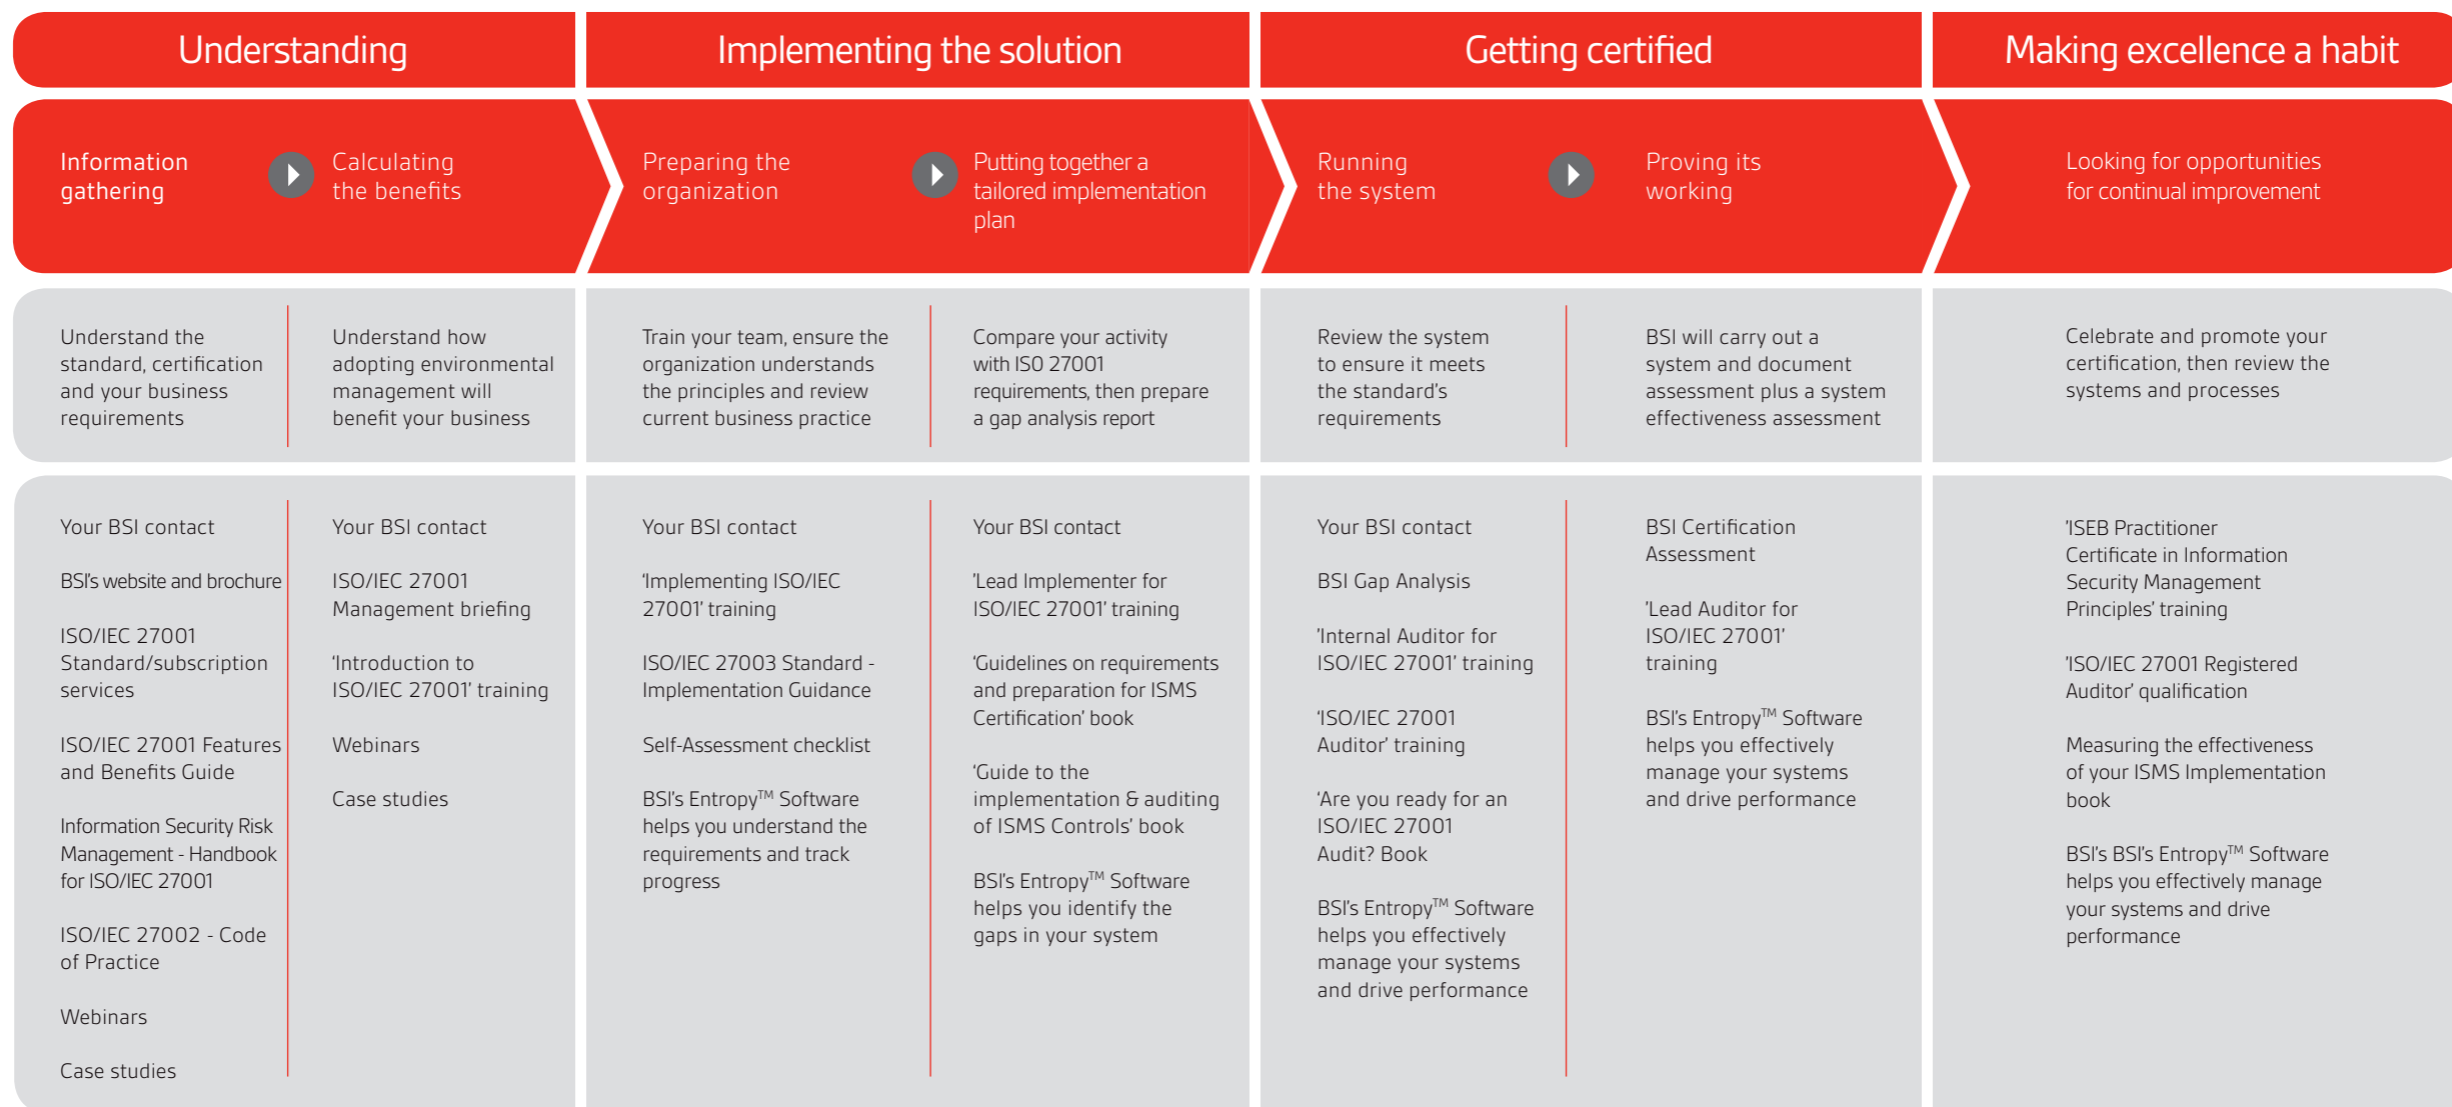 Understanding
Implementing the solution
Getting certified
Making excellence a habit
Information
gathering
Calculating
the benefits
Preparing the
organization
Putting together a
tailored implementation
plan
Running
the system
Proving its
working
Looking for opportunities
for continual improvement
Understand the
standard, certification
and your business
requirements
Understand how
adopting environmental
management will
benefit your business
Train your team, ensure the
organization understands
the principles and review
current business practice
Compare your activity
with ISO 27001
requirements, then prepare
a gap analysis report
Review the system
to ensure it meets
the standard's
requirements
BSI will carry out a
system and document
assessment plus a system
effectiveness assessment
Celebrate and promote your
certification, then review the
systems and processes
Your BSI contact
BSI's website and brochure
ISO/IEC 27001
Standard/subscription
services
ISO/IEC 27001 Features
and Benefits Guide
Information Security Risk
Management - Handbook
for ISO/IEC 27001
ISO/IEC 27002 - Code
of Practice
Webinars
Case studies
Your BSI contact
ISO/IEC 27001
Management briefing
‘Introduction to
ISO/IEC 27001’ training
Webinars
Case studies
Your BSI contact
‘Implementing ISO/IEC
27001’ training
ISO/IEC 27003 Standard -
Implementation Guidance
Self-Assessment checklist
BSI's Entropy™ Software
helps you understand the
requirements and track
progress
Your BSI contact
'Lead Implementer for
ISO/IEC 27001’ training
‘Guidelines on requirements
and preparation for ISMS
Certification’ book
‘Guide to the
implementation & auditing
of ISMS Controls’ book
BSI's Entropy™ Software
helps you identify the
gaps in your system
Your BSI contact
BSI Gap Analysis
'Internal Auditor for
ISO/IEC 27001’ training
‘ISO/IEC 27001
Auditor’ training
‘Are you ready for an
ISO/IEC 27001
Audit? Book
BSI's Entropy™ Software
helps you effectively
manage your systems
and drive performance
BSI Certification
Assessment
'Lead Auditor for
ISO/IEC 27001’
training
BSI's Entropy™ Software
helps you effectively
manage your systems
and drive performance
'ISEB Practitioner
Certificate in Information
Security Management
Principles’ training
'ISO/IEC 27001 Registered
Auditor’ qualification
Measuring the effectiveness
of your ISMS Implementation
book
BSI's BSI's Entropy™ Software
helps you effectively manage
your systems and drive
performance